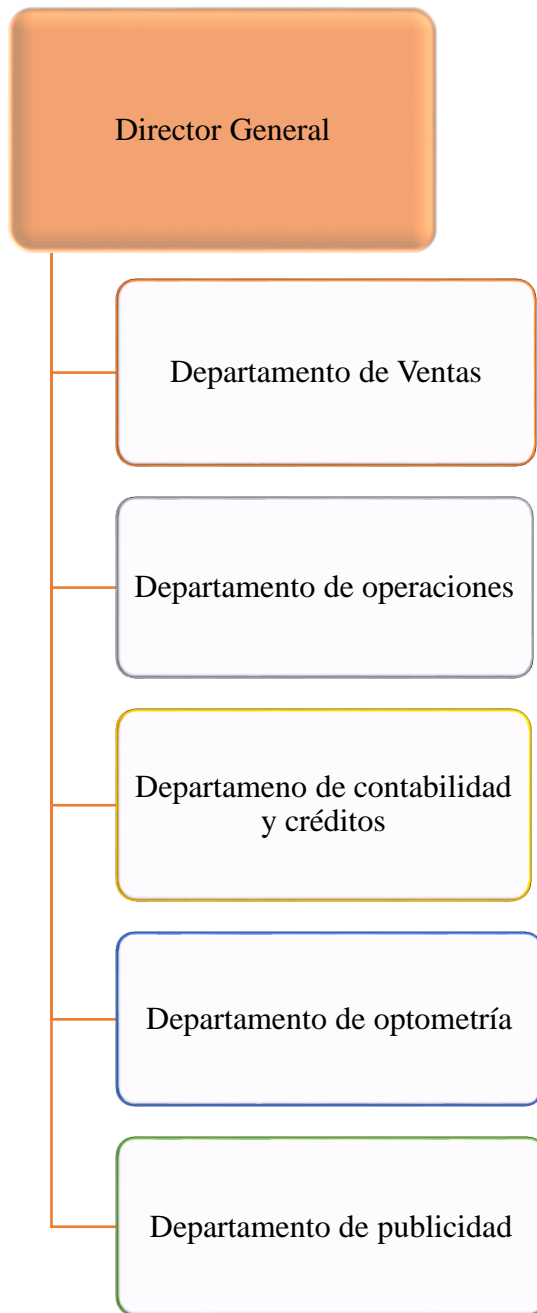 Director General
Departamento de Ventas
Departamento de operaciones
Departameno de contabilidad
y créditos
Departamento de optometría
Departamento de publicidad